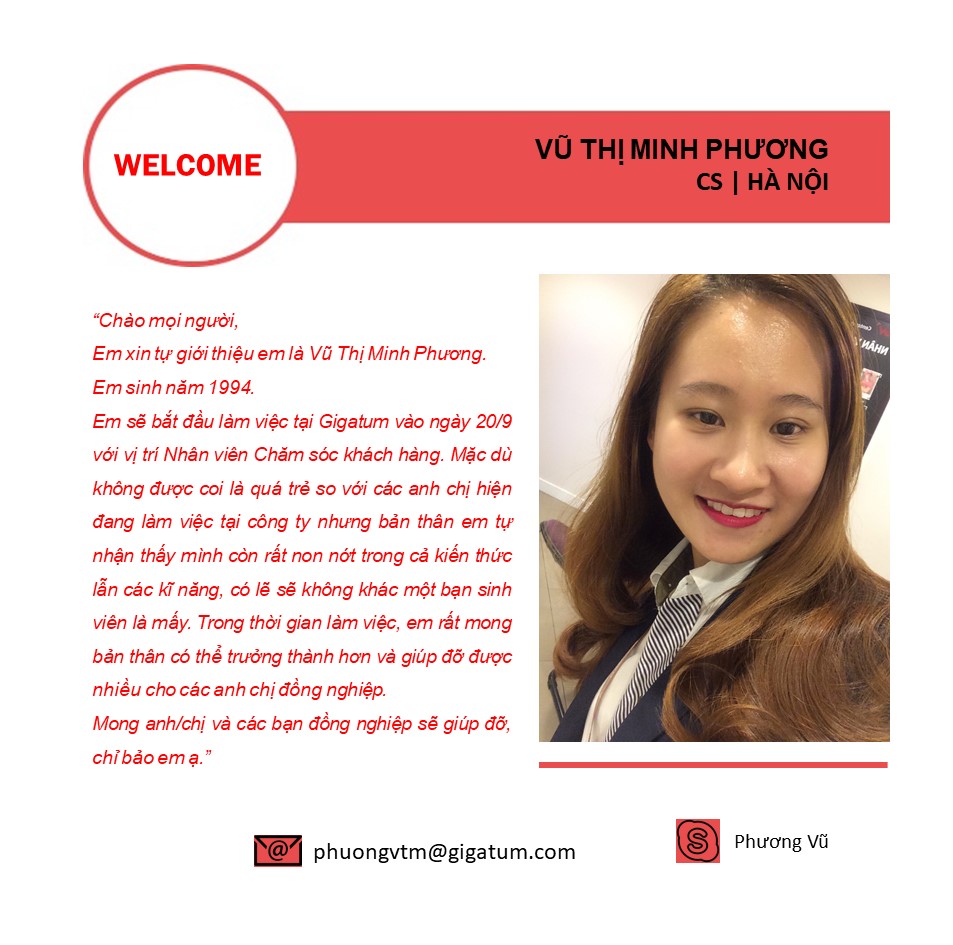 WELCOME
VŨ THỊ MINH PHƯƠNG
CS | HÀ NỘI
“Chào mọi người,
Em xin tự giới thiệu em là Vũ Thị Minh Phương.
Em sinh năm 1994.
Em sẽ bắt đầu làm việc tại Gigatum vào ngày 20/9
với vị trí Nhân viên Chăm sóc khách hàng. Mặc dù
không được coi là quá trẻ so với các anh chị hiện
đang làm việc tại công ty nhưng bản thân em tự
nhận thấy mình còn rất non nớt trong cả kiến thức
lẫn các kĩ năng, có lẽ sẽ không khác một bạn sinh
viên là mấy. Trong thời gian làm việc, em rất mong
bản thân có thể trưởng thành hơn và giúp đỡ được
nhiều cho các anh chị đồng nghiệp.
Mong anh/chị và các bạn đồng nghiệp sẽ giúp đỡ,
chỉ bảo em ạ.”
phuongvtm@gigatum.com
Phương Vũ